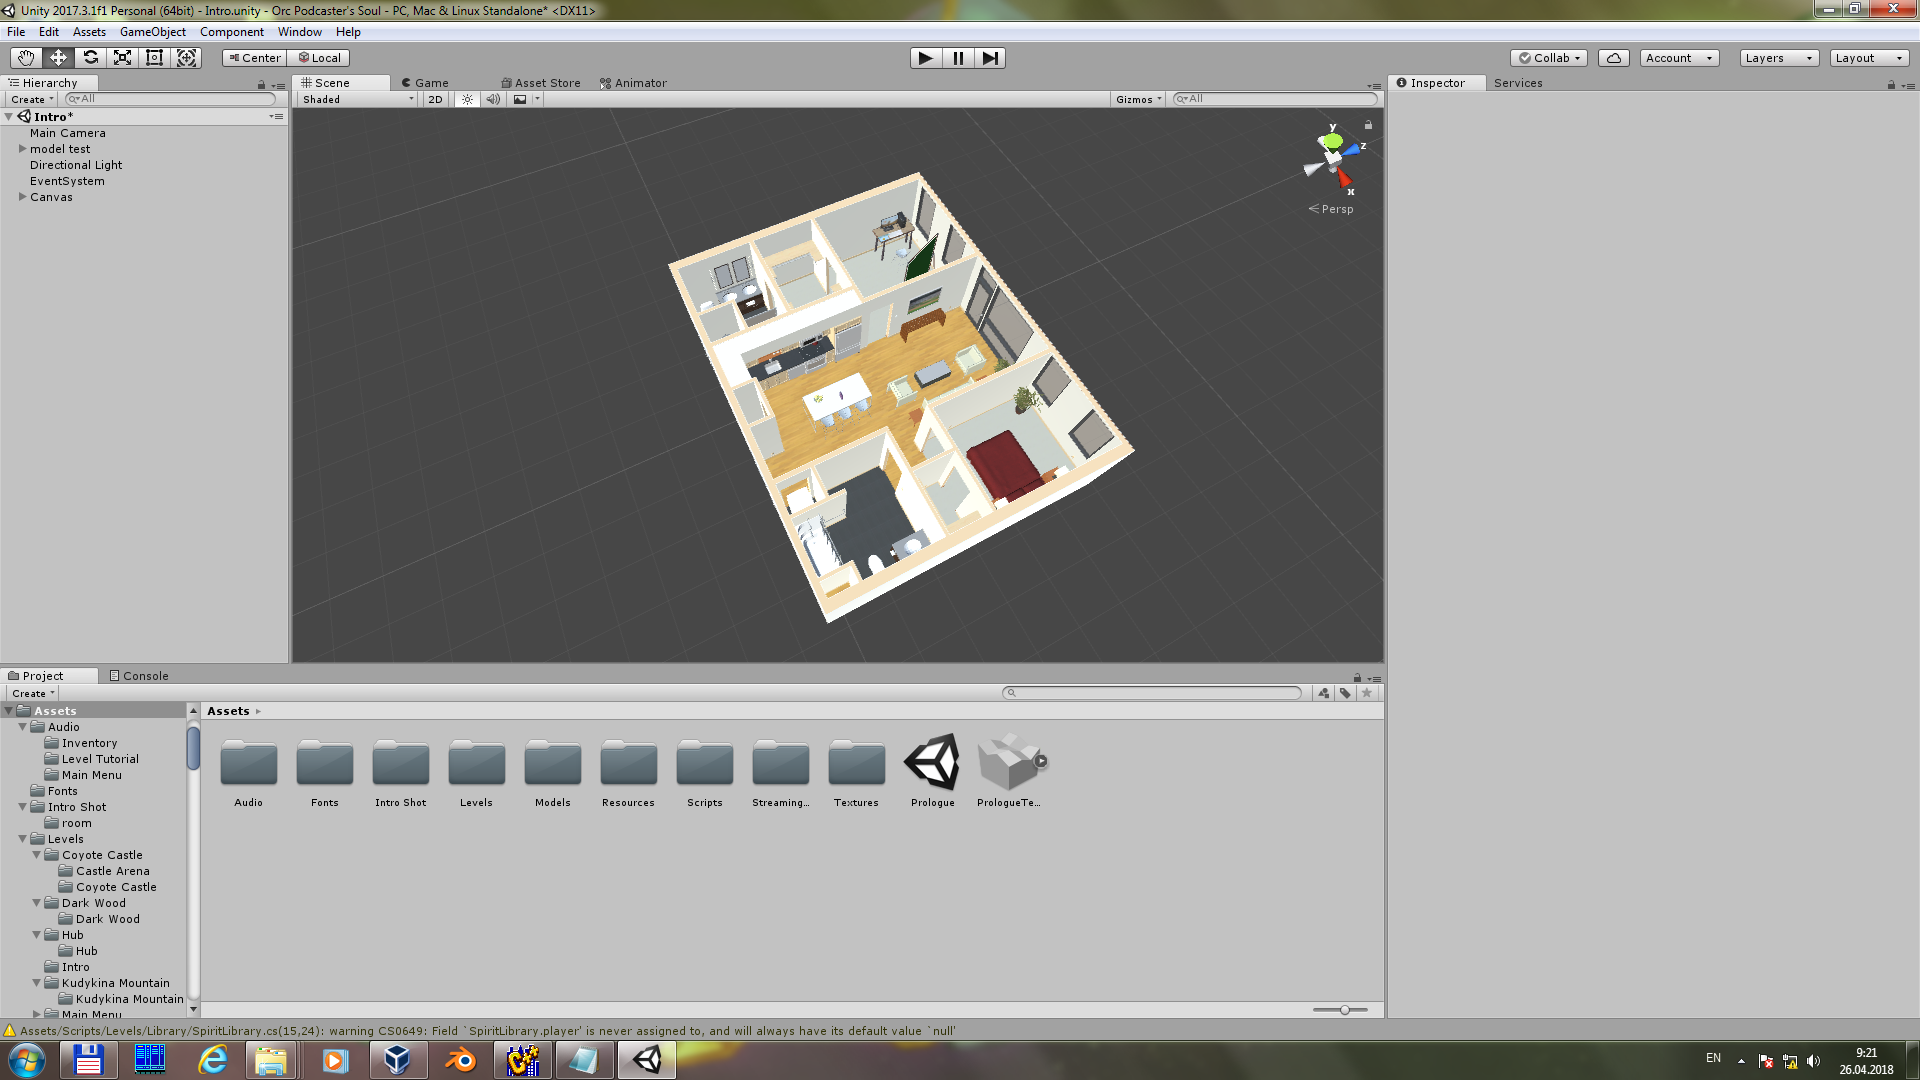 Unity 2017.3.1f1 Personal (64bit) - Intro.unity - Orc Podcaster's Soul - PC, Mac & Linux Standalone* <DX11>
File Edit Assets GameObject Component Window Help
Center Local Collab Account Layers Layout
Hierarchy
Create All
Intro*
Main Camera
model test
Directional Light
EventSystem
Canvas
Scene Game Asset Store Animator
Shaded 2D Gizmos All
y
z
x
Persp
Inspector Services
Project Console
Create
Assets
Audio
Inventory
Level Tutorial
Main Menu
Fonts
Intro Shot
room
Levels
Coyote Castle
Castle Arena
Coyote Castle
Dark Wood
Dark Wood
Hub
Hub
Intro
Kudykina Mountain
Kudykina Mountain
Main Menu
Assets
Audio Fonts Intro Shot Levels Models Resources Scripts Streaming... Textures Prologue PrologueTe...
Assets/Scripts/Levels/Library/SpiritLibrary.cs(15,24): warning CS0649: Field `SpiritLibrary.player' is never assigned to, and will always have its default value `null'
EN
9:21
26.04.2018